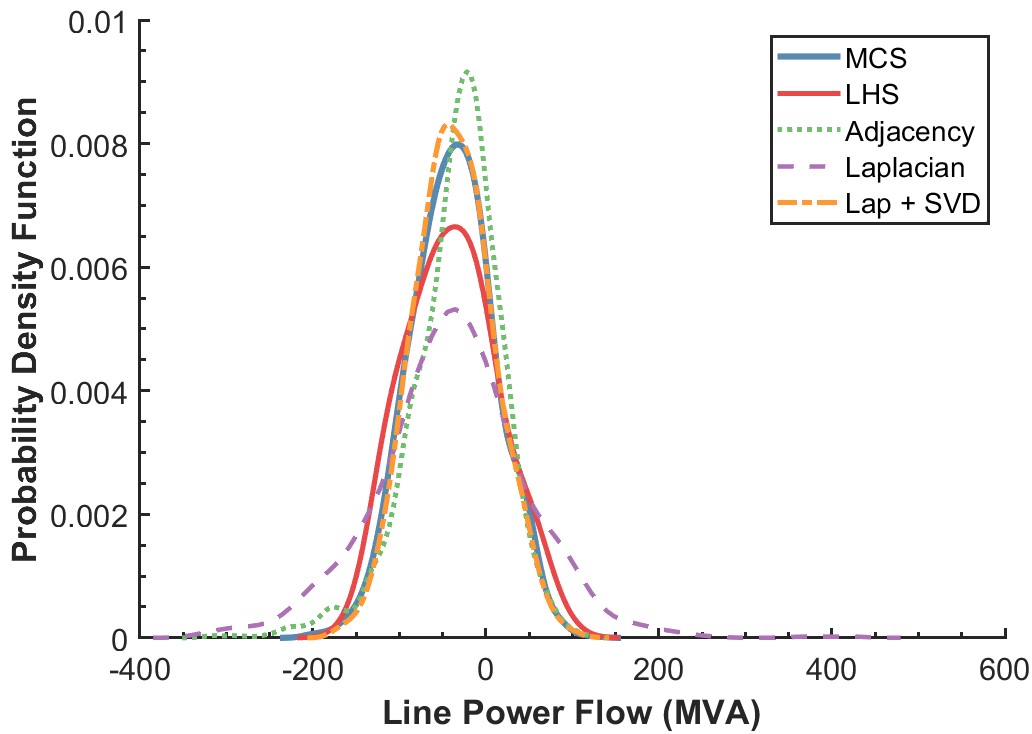 0.01
0.008
0.006
0.004
0.002
0
Probability Density Function
MCS
LHS
Adjacency
Laplacian
Lap + SVD
-400 -200 0 200 400 600
Line Power Flow (MVA)